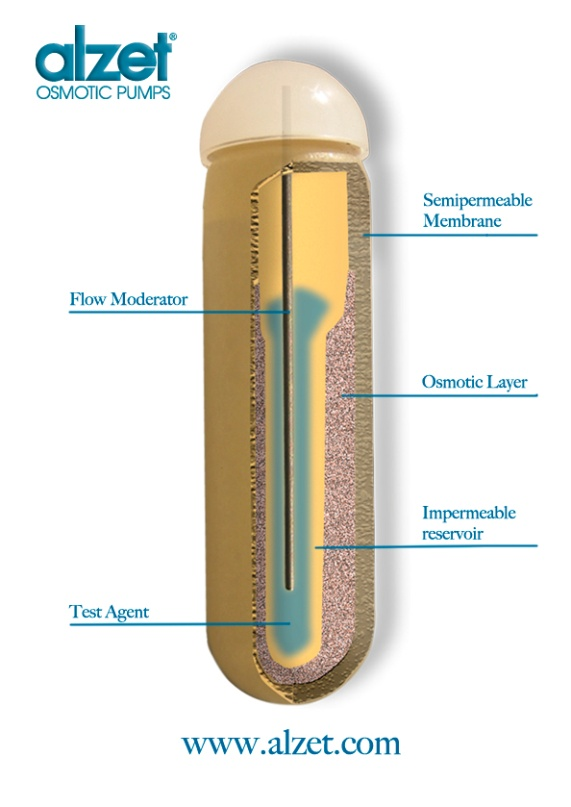 alzet®
OSMOTIC PUMPS
Semipermeable
Membrane
Flow Moderator
Osmotic Layer
Impermeable
reservoir
Test Agent
www.alzet.com